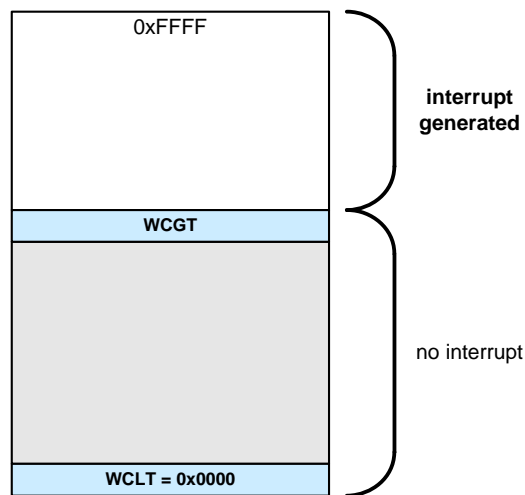 0xFFFF
interrupt
generated
WCGT
no interrupt
WCLT = 0x0000